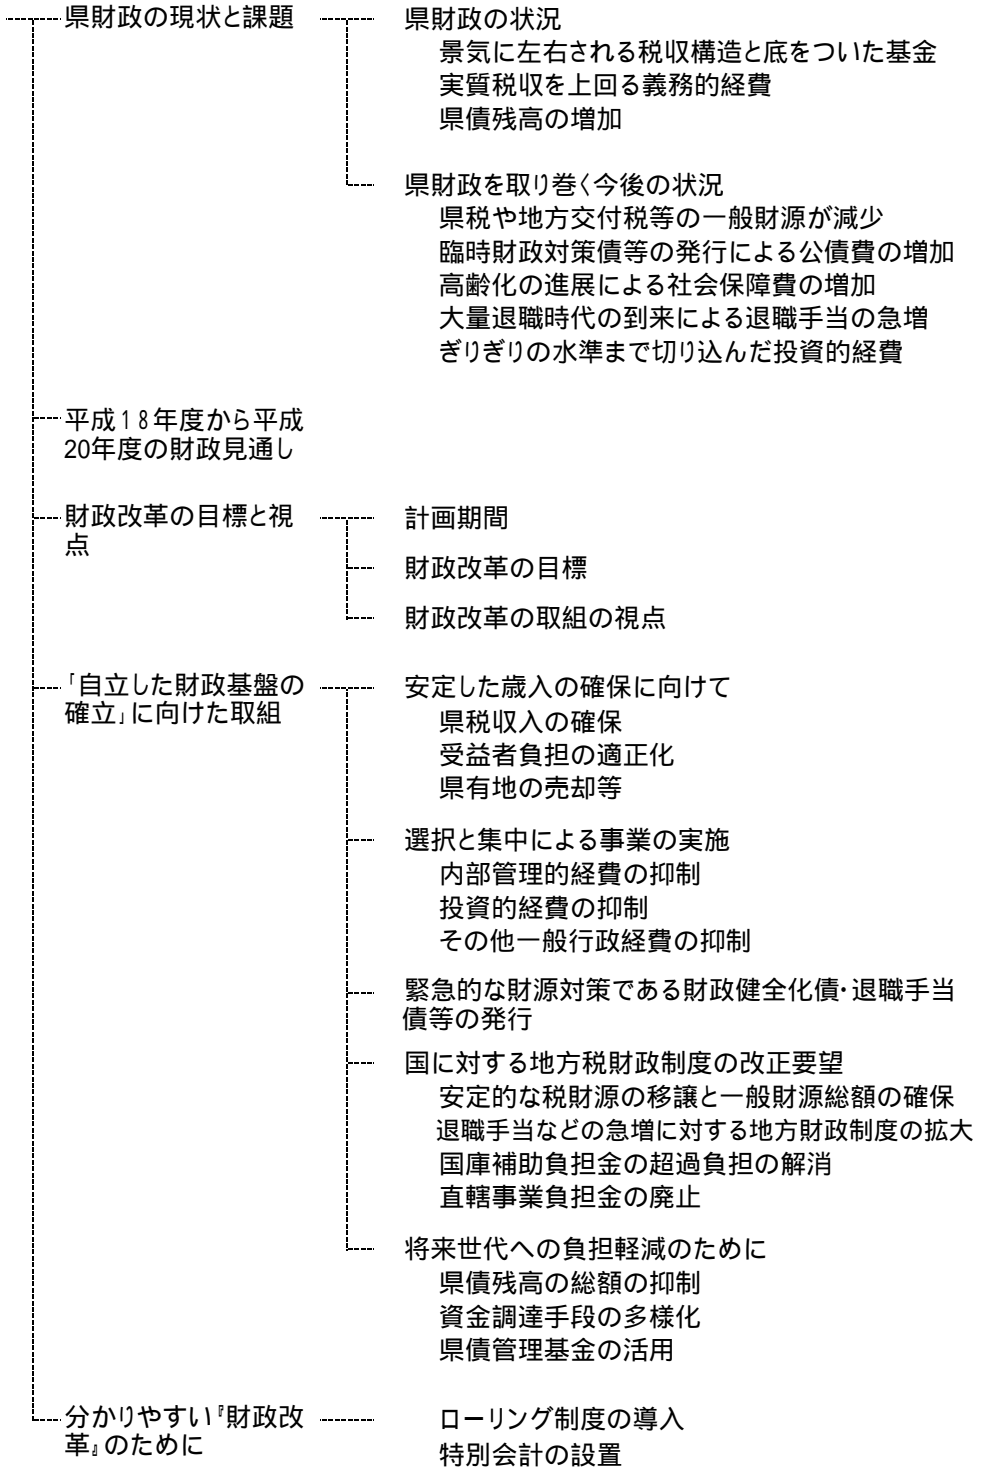 県財政の現状と課題
県財政の状況
景気に左右される税収構造と底をついた基金
実質税収を上回る義務的経費
県債残高の増加
県財政を取り巻く今後の状況
県税や地方交付税等の一般財源が減少
臨時財政対策債等の発行による公債費の増加
高齢化の進展による社会保障費の増加
大量退職時代の到来による退職手当の急増
ぎりぎりの水準まで切り込んだ投資的経費
平成18年度から平成
20年度の財政見通し
財政改革の目標と視
点
計画期間
財政改革の目標
財政改革の取組の視点
「自立した財政基盤の
確立」に向けた取組
安定した歳入の確保に向けて
県税収入の確保
受益者負担の適正化
県有地の売却等
選択と集中による事業の実施
内部管理的経費の抑制
投資的経費の抑制
その他一般行政経費の抑制
緊急的な財源対策である財政健全化債・退職手当
債等の発行
国に対する地方税財政制度の改正要望
安定的な税財源の移譲と一般財源総額の確保
退職手当などの急増に対する地方財政制度の拡大
国庫補助負担金の超過負担の解消
直轄事業負担金の廃止
将来世代への負担軽減のために
県債残高の総額の抑制
資金調達手段の多様化
県債管理基金の活用
分かりやすい『財政改
革』のために
ローリング制度の導入
特別会計の設置